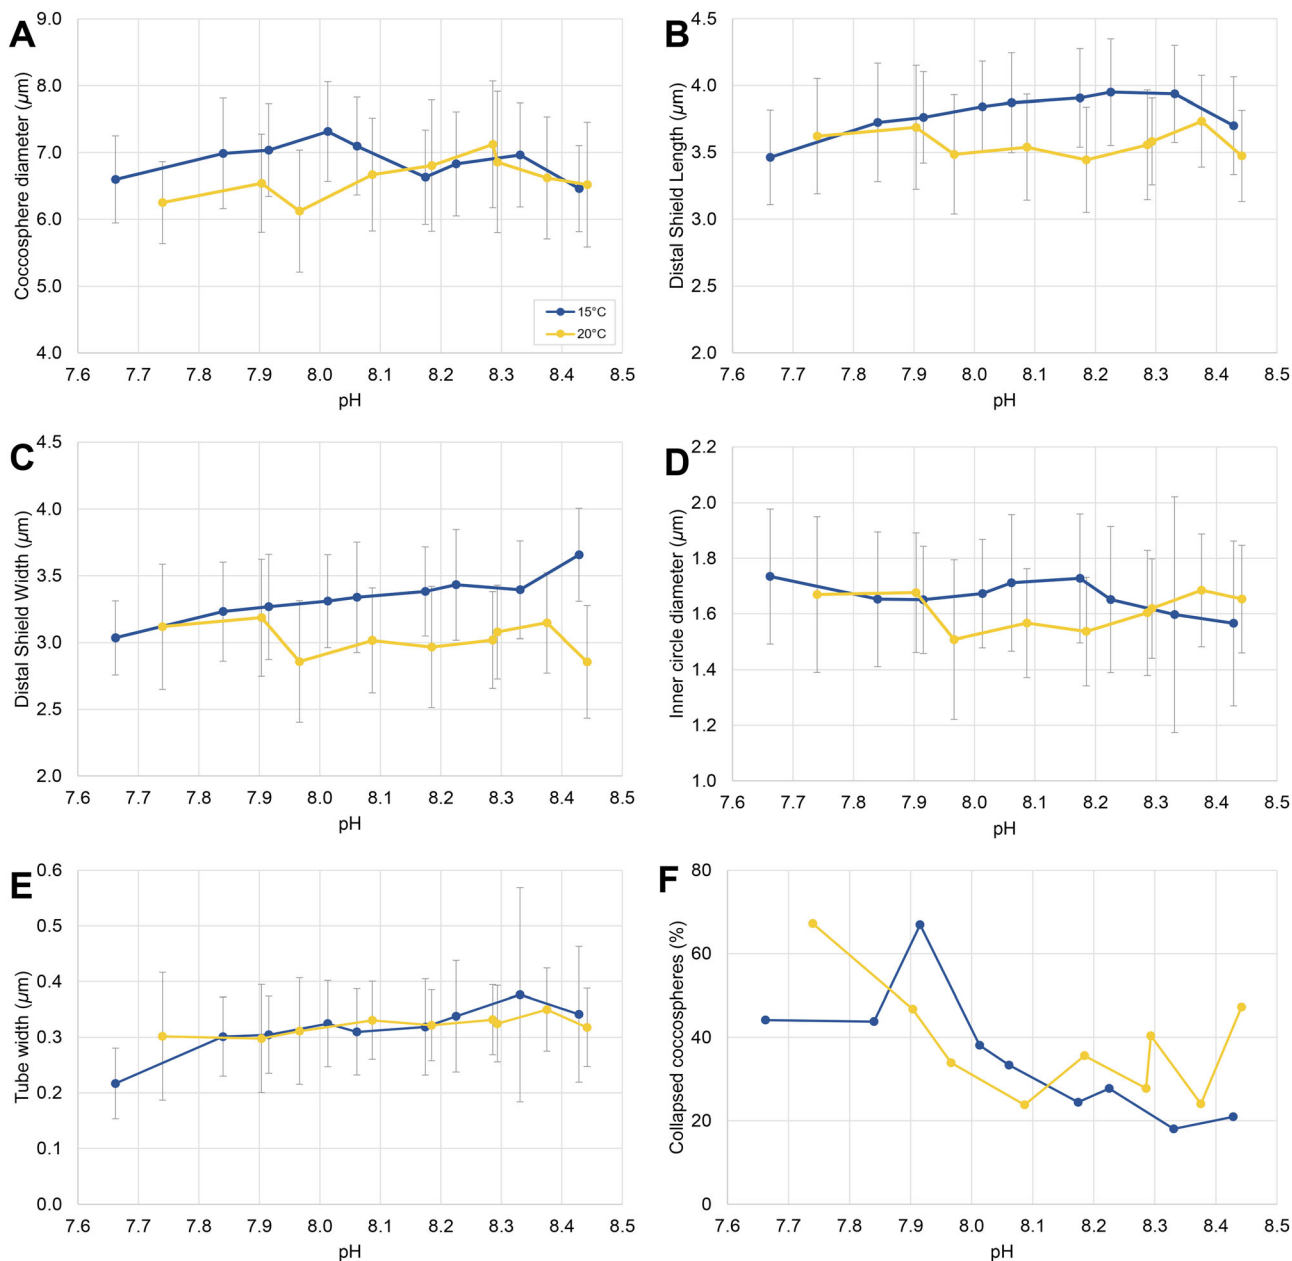 A
Coccosphere diameter (µm)
9.0
8.0
7.0
6.0
5.0
4.0
7.6 7.7 7.8 7.9 8.0 8.1 8.2 8.3 8.4 8.5
pH
15°C
20°C
B
Distal Shield Length (µm)
4.5
4.0
3.5
3.0
2.5
2.0
7.6 7.7 7.8 7.9 8.0 8.1 8.2 8.3 8.4 8.5
pH
C
Distal Shield Width (µm)
4.5
4.0
3.5
3.0
2.5
2.0
7.6 7.7 7.8 7.9 8.0 8.1 8.2 8.3 8.4 8.5
pH
D
Inner circle diameter (µm)
2.2
2.0
1.8
1.6
1.4
1.2
1.0
7.6 7.7 7.8 7.9 8.0 8.1 8.2 8.3 8.4 8.5
pH
E
Tube width (µm)
0.6
0.5
0.4
0.3
0.2
0.1
0.0
7.6 7.7 7.8 7.9 8.0 8.1 8.2 8.3 8.4 8.5
pH
F
Collapsed coccospheres (%)
80
60
40
20
0
7.6 7.7 7.8 7.9 8.0 8.1 8.2 8.3 8.4 8.5
pH